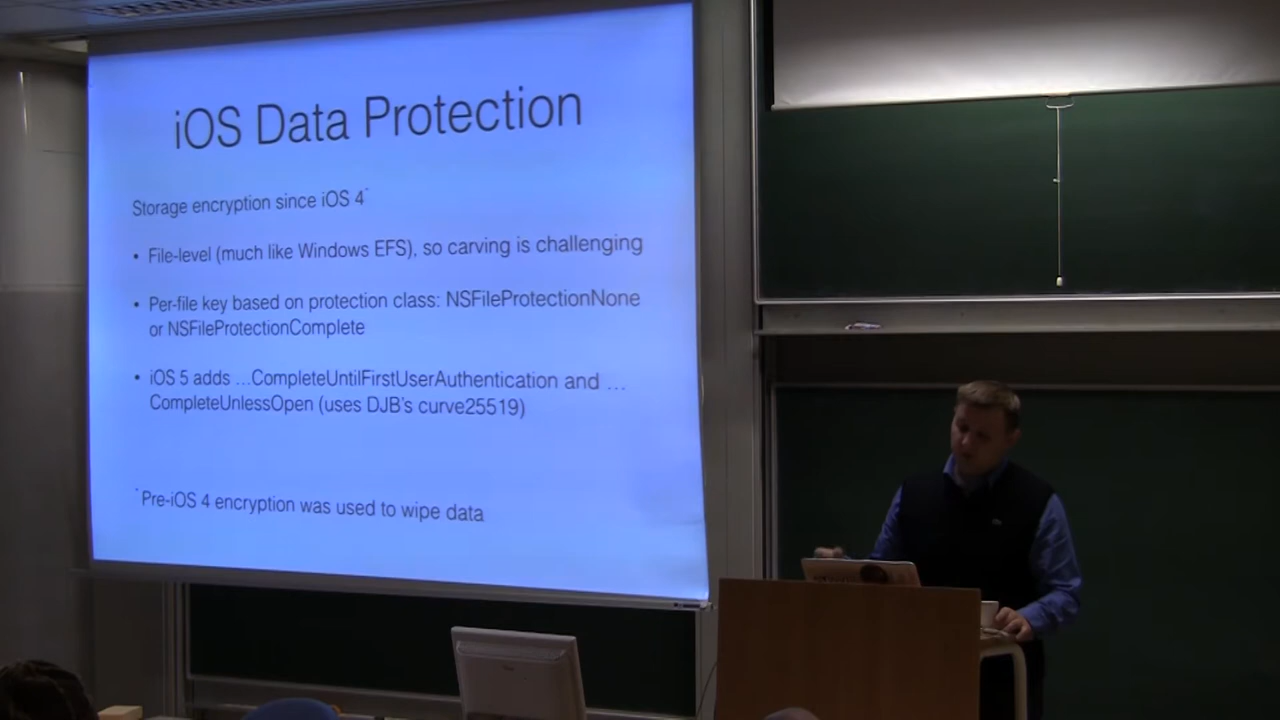 iOS Data Protection
Storage encryption since iOS 4*
• File-level (much like Windows EFS), so carving is challenging
• Per-file key based on protection class: NSFileProtectionNone
or NSFileProtectionComplete
• iOS 5 adds …CompleteUntilFirstUserAuthentication and …
CompleteUnlessOpen (uses DJB's curve25519)
*Pre-iOS 4 encryption was used to wipe data